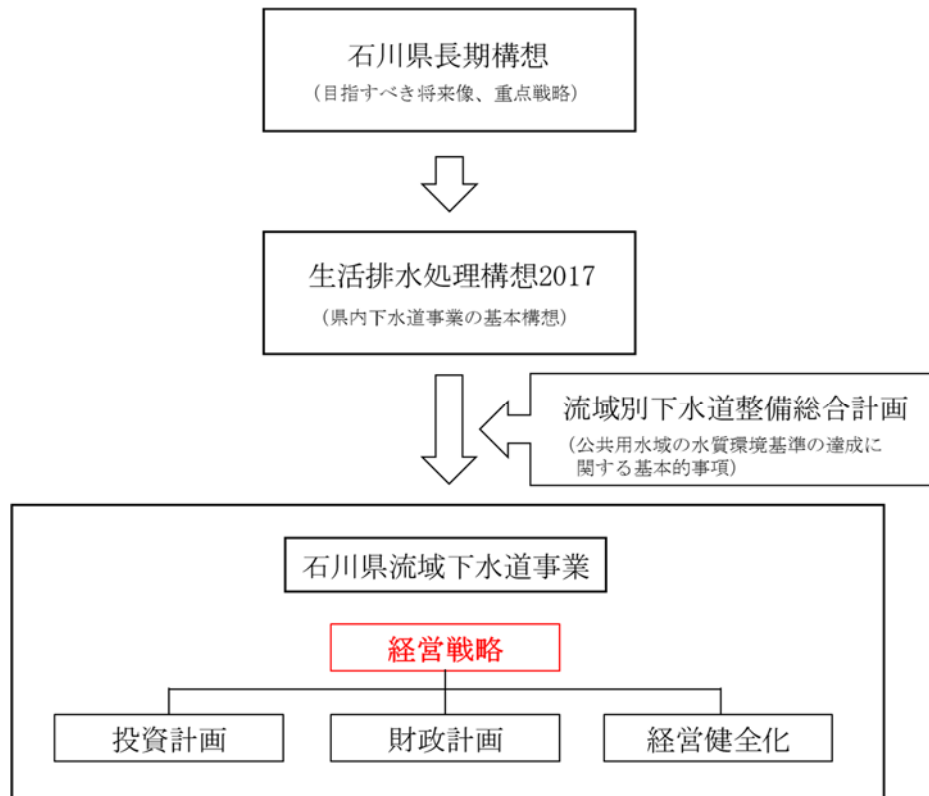 石川県長期構想
（目指すべき将来像、重点戦略）
生活排水処理構想2017
（県内下水道事業の基本構想）
流域別下水道整備総合計画
（公共用水域の水質環境基準の達成に
関する基本的事項）
石川県流域下水道事業
経営戦略
投資計画
財政計画
経営健全化